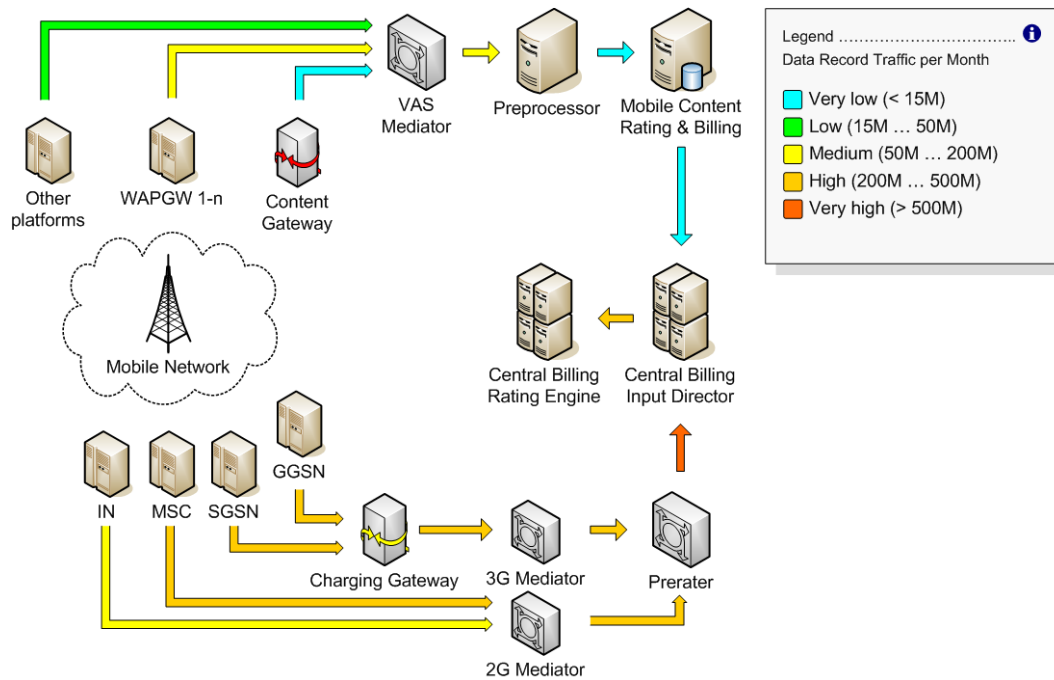 Legend ……………………………..
i
Data Record Traffic per Month
Very low (< 15M)
Low (15M … 50M)
Medium (50M … 200M)
High (200M … 500M)
Very high (> 500M)
VAS
Mediator
Preprocessor
Mobile Content
Rating & Billing
Other
platforms
WAPGW 1-n
Content
Gateway
Mobile Network
Central Billing
Rating Engine
Central Billing
Input Director
GGSN
IN
MSC
SGSN
Charging Gateway
3G Mediator
Prerater
2G Mediator